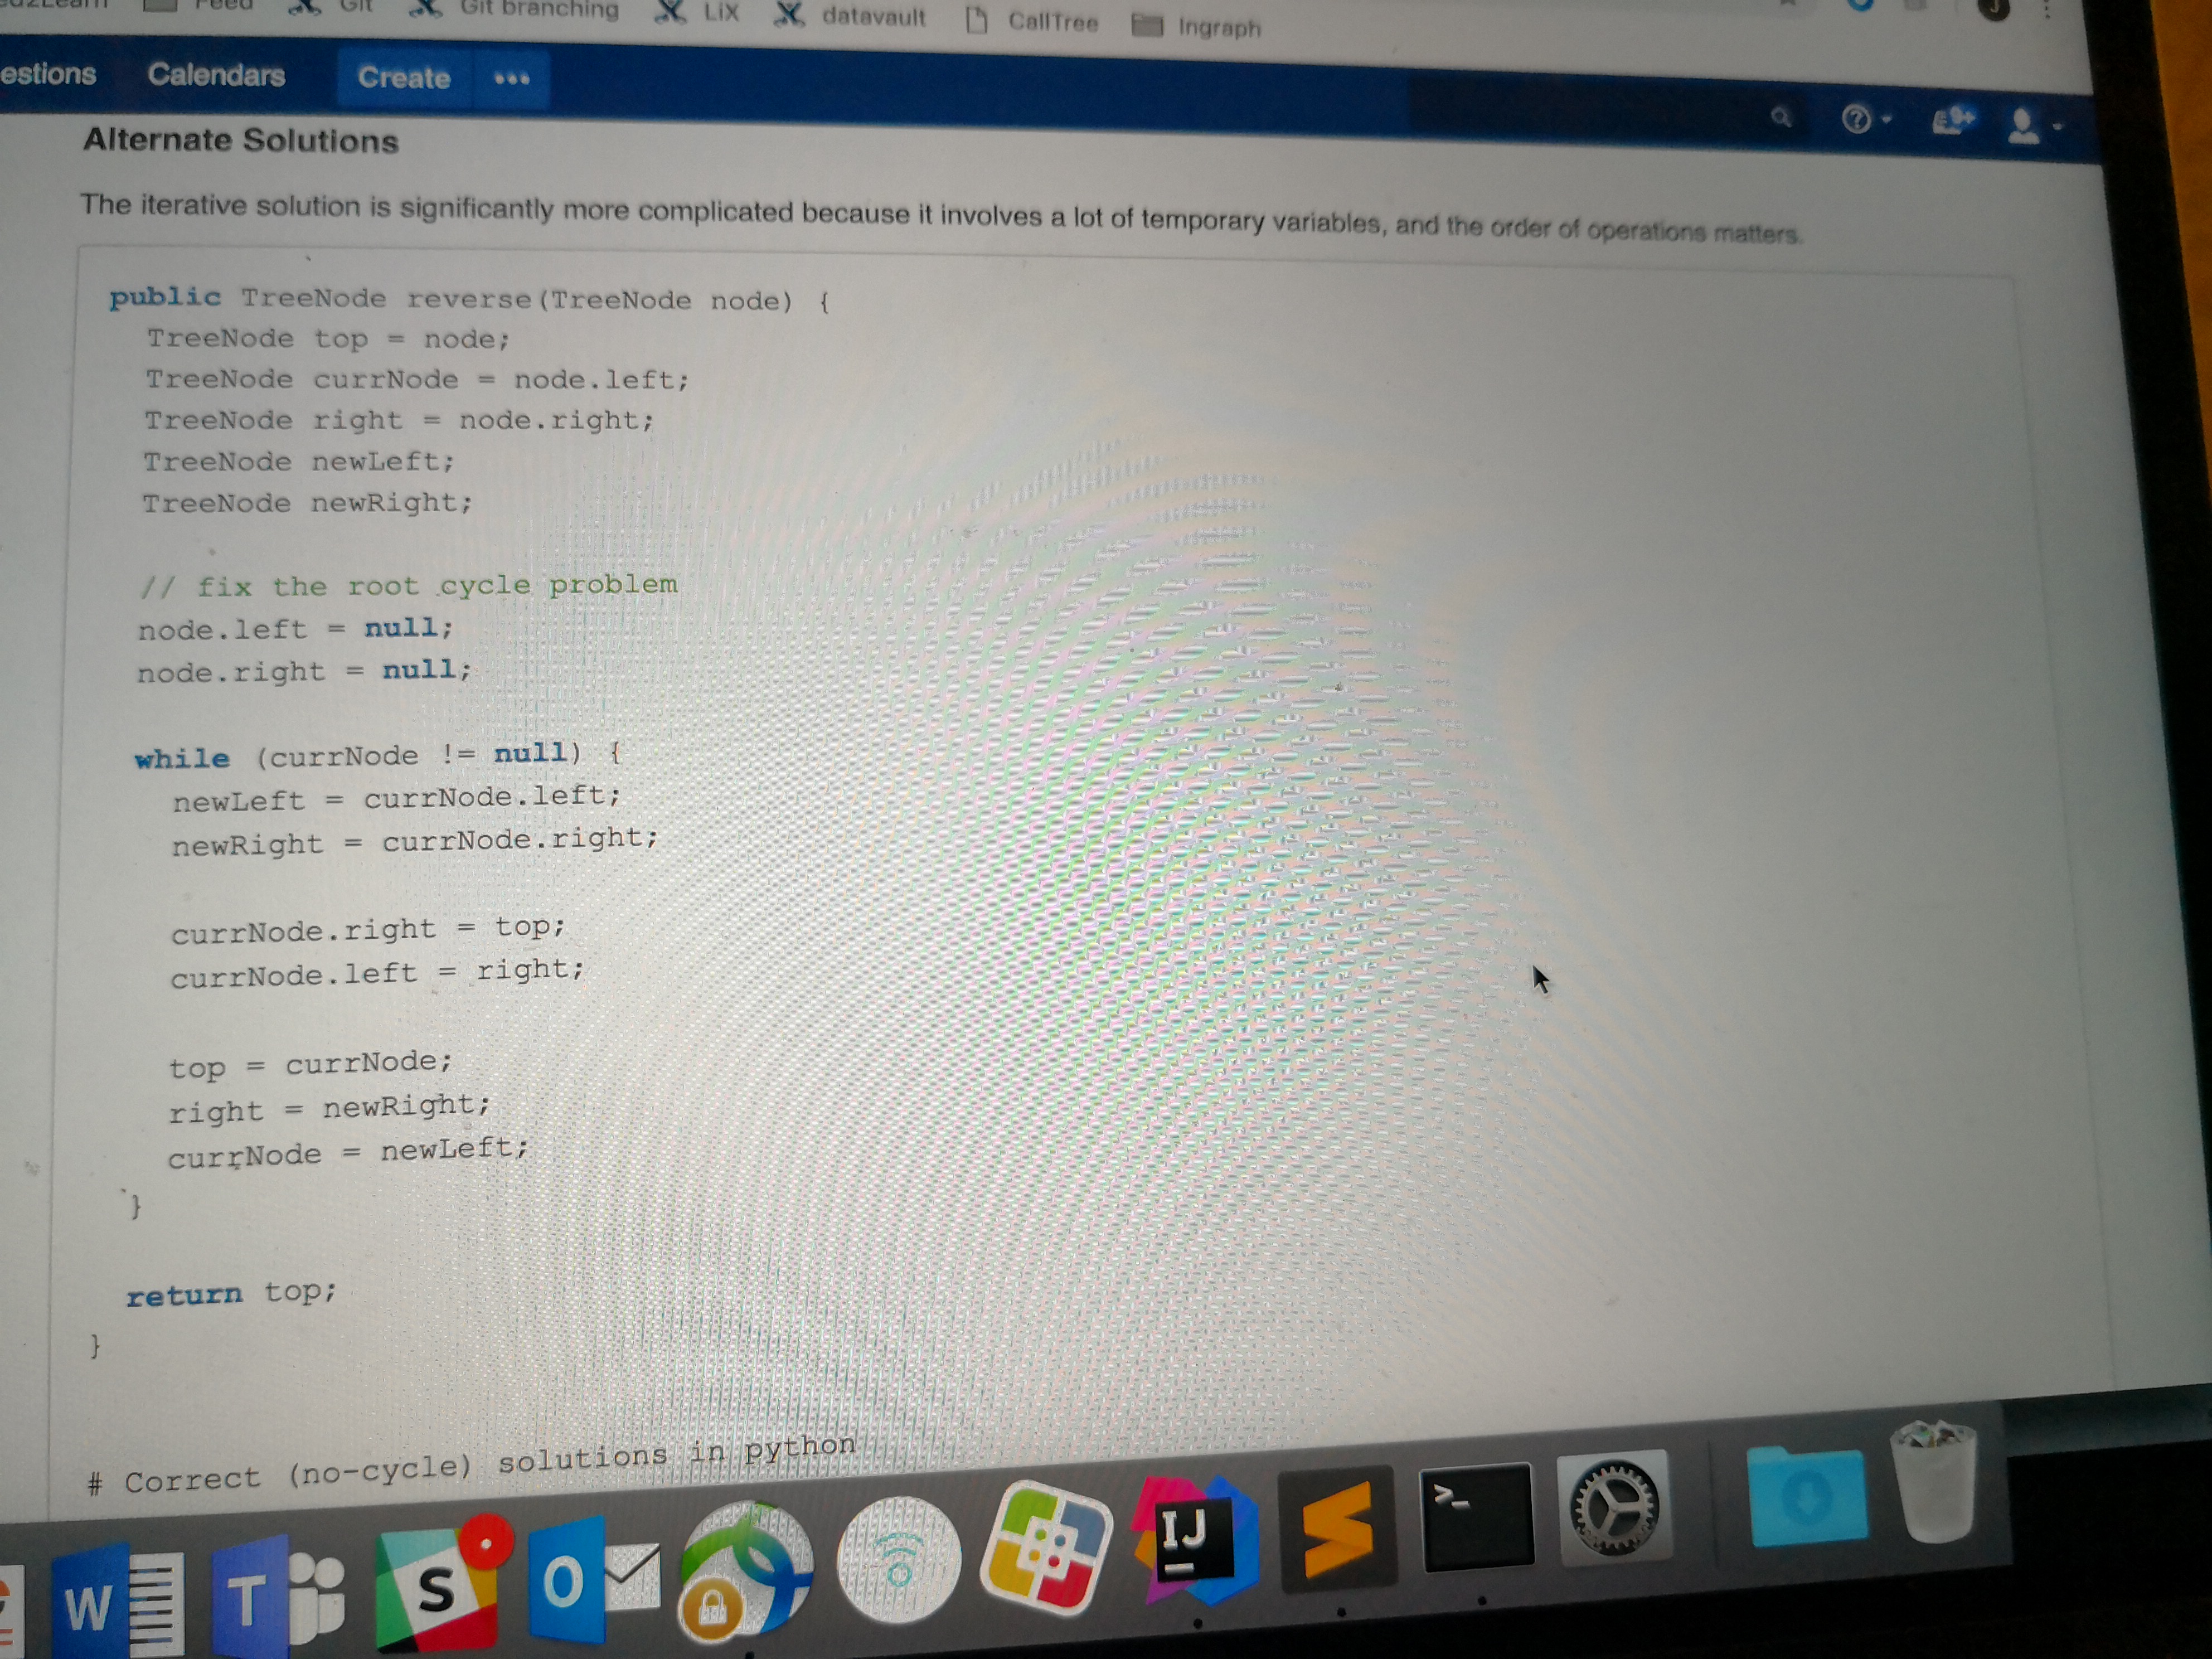 Feed Git Git branching LiX datavault CallTree Ingraph
estions Calendars Create •••
9+
Alternate Solutions
The iterative solution is significantly more complicated because it involves a lot of temporary variables, and the order of operations matters.
public TreeNode reverse(TreeNode node) {
TreeNode top = node;
TreeNode currNode = node.left;
TreeNode right = node.right;
TreeNode newLeft;
TreeNode newRight;
// fix the root cycle problem
node.left = null;
node.right = null;
while (currNode != null) {
newLeft = currNode.left;
newRight = currNode.right;
currNode.right = top;
currNode.left = right;
top = currNode;
right = newRight;
currNode = newLeft;
}
return top;
}
# Correct (no-cycle) solutions in python
W T S O IJ >_